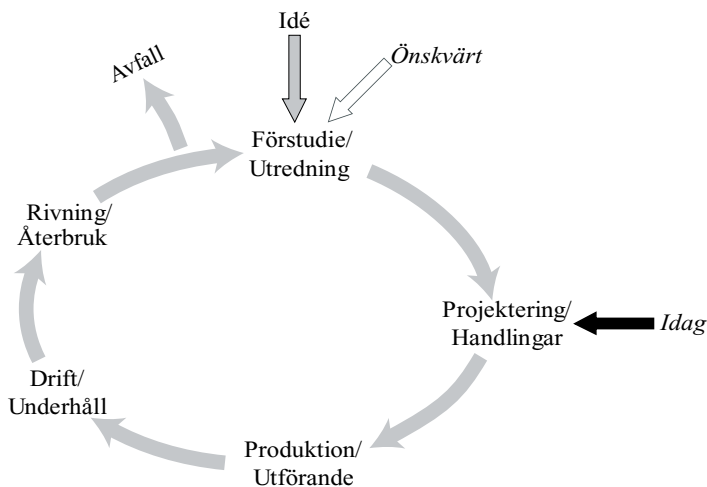 Idé
Avfall
Önskvärt
Förstudie/
Utredning
Rivning/
Återbruk
Projektering/
Handlingar
Idag
Drift/
Underhåll
Produktion/
Utförande